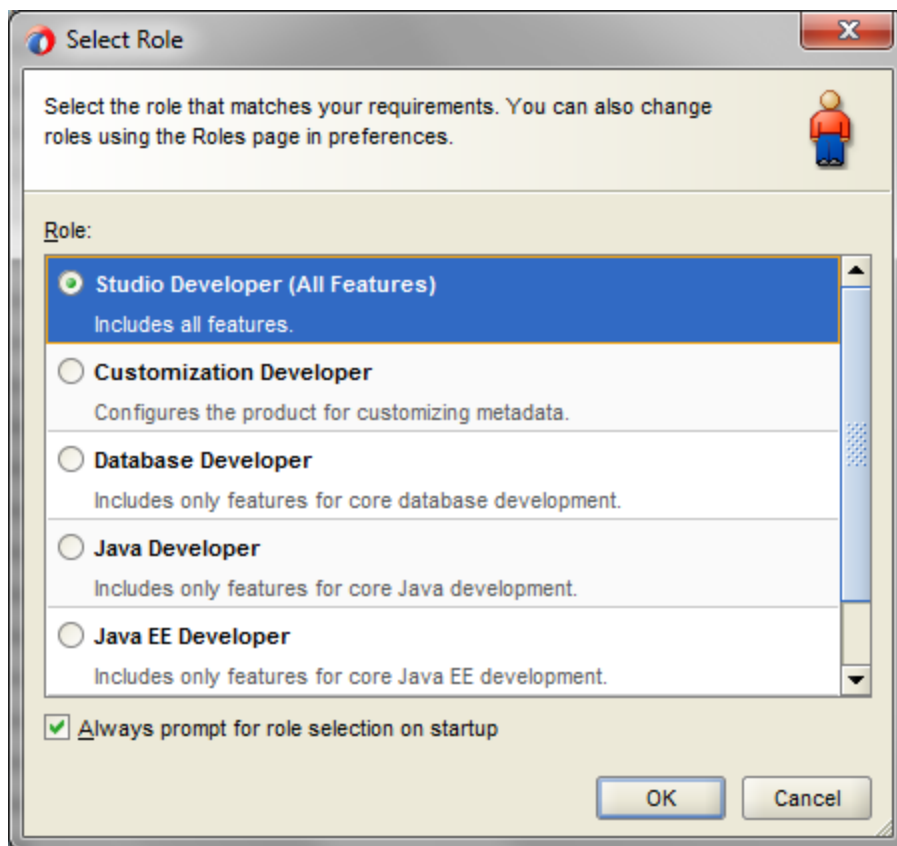 Select Role
Select the role that matches your requirements. You can also change
roles using the Roles page in preferences.
Role:
Studio Developer (All Features)
Includes all features.
Customization Developer
Configures the product for customizing metadata.
Database Developer
Includes only features for core database development.
Java Developer
Includes only features for core Java development.
Java EE Developer
Includes only features for core Java EE development.
Always prompt for role selection on startup
OK Cancel